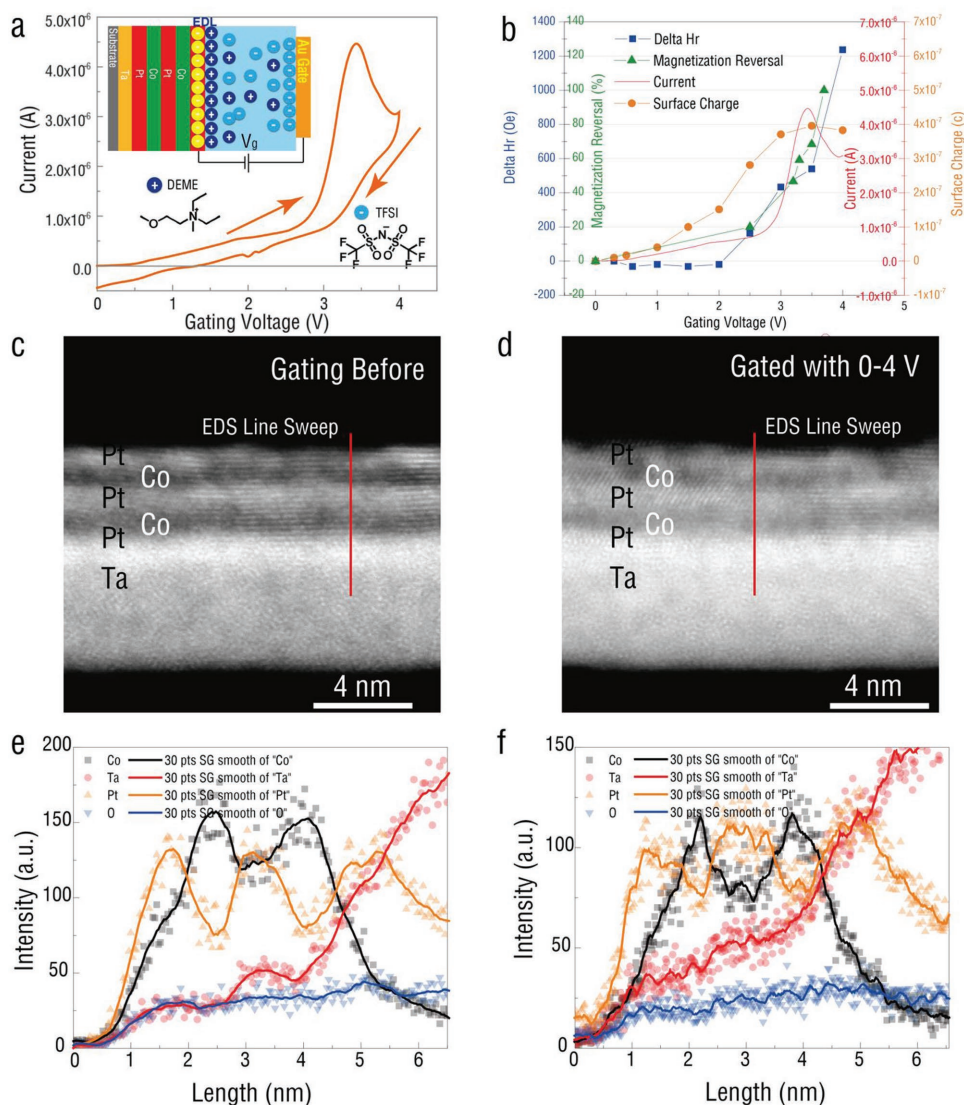 a
5.0x10⁻⁶
4.0x10⁻⁶
3.0x10⁻⁶
2.0x10⁻⁶
1.0x10⁻⁶
0.0
Current (A)
0 1 2 3 4
Gating Voltage (V)
EDL
Substrate
Ta
Pt
Co
Pt
Co
Au Gate
Vg
DEME
TFSI
O
N⁺
F
F
F
S
O
O
N⁻
S
O
O
F
F
F
b
Delta Hr
Magnetization Reversal
Current
Surface Charge
Delta Hr (Oe)
1400
1200
1000
800
600
400
200
0
-200
Magnetization Reversal (%)
140
120
100
80
60
40
20
0
-20
Current (A)
7.0x10⁻⁶
6.0x10⁻⁶
5.0x10⁻⁶
4.0x10⁻⁶
3.0x10⁻⁶
2.0x10⁻⁶
1.0x10⁻⁶
0.0
-1.0x10⁻⁶
Surface Charge (c)
7x10⁻⁷
6x10⁻⁷
5x10⁻⁷
4x10⁻⁷
3x10⁻⁷
2x10⁻⁷
1x10⁻⁷
0
-1x10⁻⁷
0 1 2 3 4 5
Gating Voltage (V)
c
Gating Before
EDS Line Sweep
Pt
Co
Pt
Co
Pt
Ta
4 nm
d
Gated with 0-4 V
EDS Line Sweep
Pt
Co
Pt
Co
Pt
Ta
4 nm
e
200
150
100
50
0
Intensity (a.u.)
Co 30 pts SG smooth of "Co"
Ta 30 pts SG smooth of "Ta"
Pt 30 pts SG smooth of "Pt"
O 30 pts SG smooth of "O"
0 1 2 3 4 5 6
Length (nm)
f
150
100
50
0
Intensity (a.u.)
Co 30 pts SG smooth of "Co"
Ta 30 pts SG smooth of "Ta"
Pt 30 pts SG smooth of "Pt"
O 30 pts SG smooth of "O"
0 1 2 3 4 5 6
Length (nm)